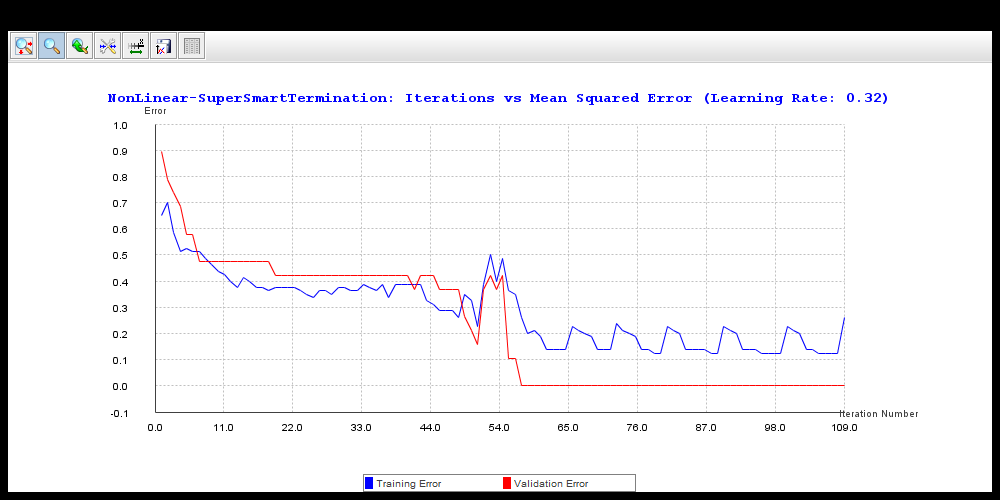 NonLinear-SuperSmartTermination: Iterations vs Mean Squared Error (Learning Rate: 0.32)
Error
1.0
0.9
0.8
0.7
0.6
0.5
0.4
0.3
0.2
0.1
0.0
-0.1
Iteration Number
0.0 11.0 22.0 33.0 44.0 54.0 65.0 76.0 87.0 98.0 109.0
Training Error Validation Error